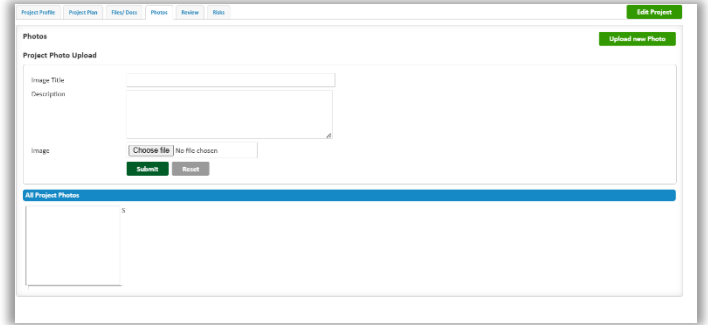 Project Profile Project Plan Files/ Docs Photos Review Risks Edit Project
Photos Upload new Photo
Project Photo Upload
Image Title
Description
Image Choose file No file chosen
Submit Reset
All Project Photos
S